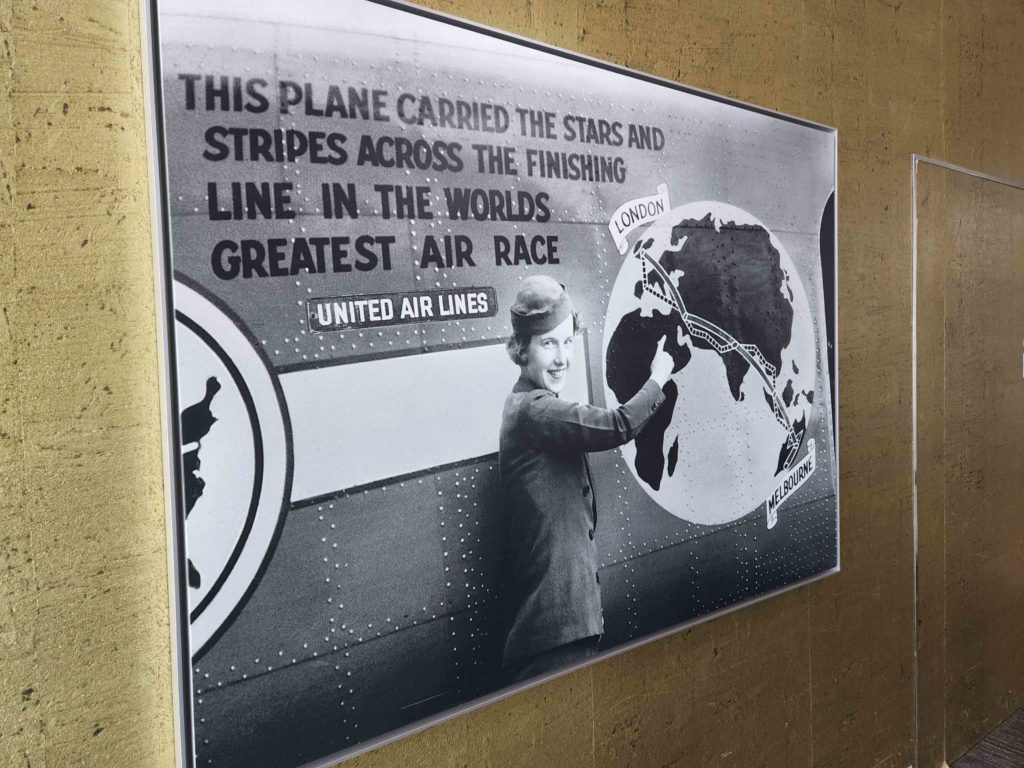 THIS PLANE CARRIED THE STARS AND
STRIPES ACROSS THE FINISHING
LINE IN THE WORLDS
GREATEST AIR RACE
UNITED AIR LINES
LONDON
MELBOURNE